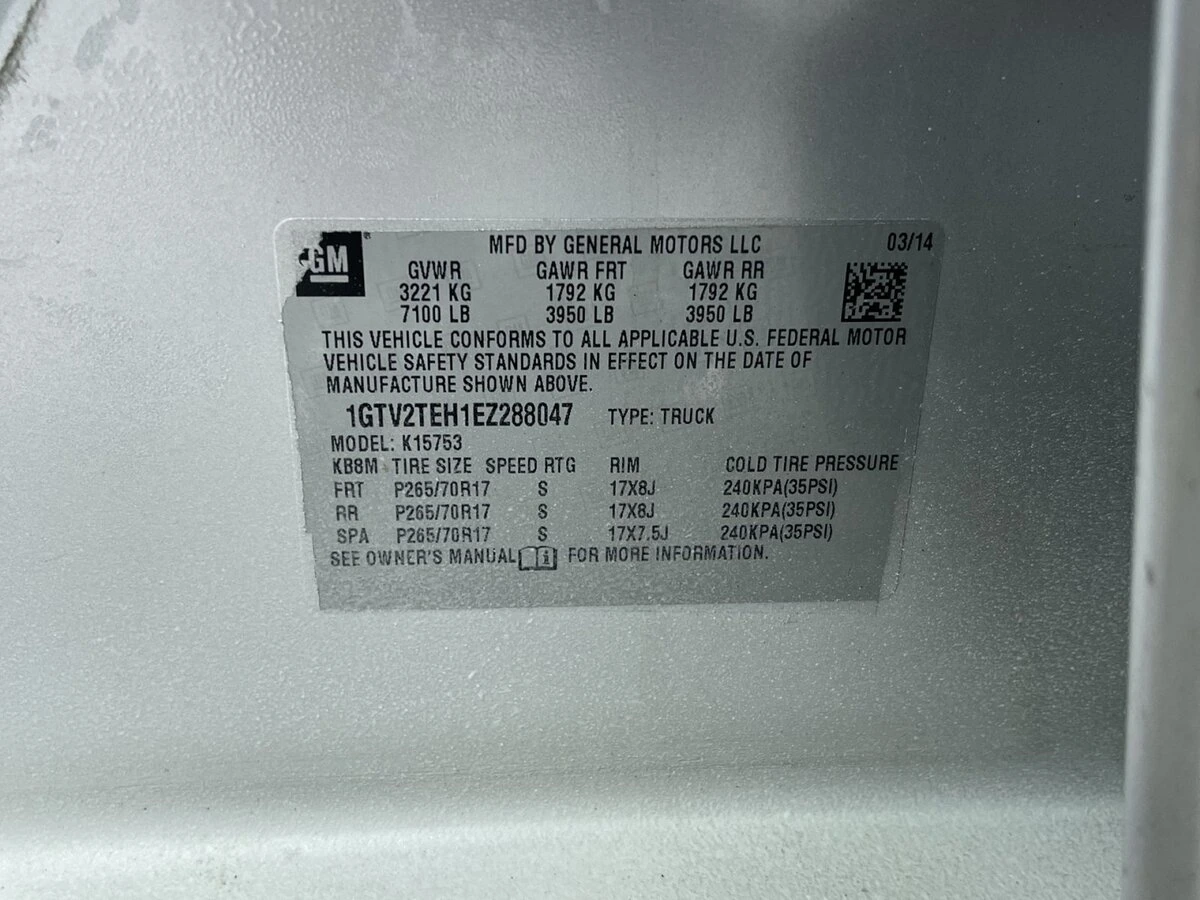 GM ® MFD BY GENERAL MOTORS LLC 03/14
GVWR GAWR FRT GAWR RR
3221 KG 1792 KG 1792 KG
7100 LB 3950 LB 3950 LB
THIS VEHICLE CONFORMS TO ALL APPLICABLE U.S. FEDERAL MOTOR
VEHICLE SAFETY STANDARDS IN EFFECT ON THE DATE OF
MANUFACTURE SHOWN ABOVE.
1GTV2TEH1EZ288047 TYPE: TRUCK
MODEL: K15753
KB8M TIRE SIZE SPEED RTG RIM COLD TIRE PRESSURE
FRT P265/70R17 S 17X8J 240KPA(35PSI)
RR P265/70R17 S 17X8J 240KPA(35PSI)
SPA P265/70R17 S 17X7.5J 240KPA(35PSI)
SEE OWNER'S MANUAL i FOR MORE INFORMATION.